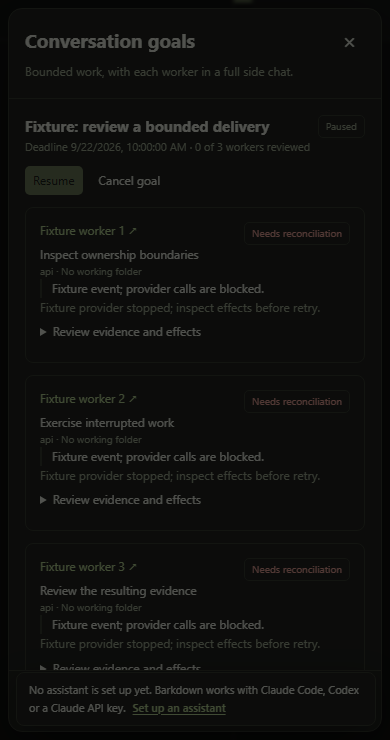 Conversation goals
Bounded work, with each worker in a full side chat.
Fixture: review a bounded delivery
Paused
Deadline 9/22/2026, 10:00:00 AM · 0 of 3 workers reviewed
Resume Cancel goal
Fixture worker 1 ↗
Needs reconciliation
Inspect ownership boundaries
api · No working folder
Fixture event; provider calls are blocked.
Fixture provider stopped; inspect effects before retry.
Review evidence and effects
Fixture worker 2 ↗
Needs reconciliation
Exercise interrupted work
api · No working folder
Fixture event; provider calls are blocked.
Fixture provider stopped; inspect effects before retry.
Review evidence and effects
Fixture worker 3 ↗
Needs reconciliation
Review the resulting evidence
api · No working folder
Fixture event; provider calls are blocked.
Fixture provider stopped; inspect effects before retry.
Review evidence and effects
No assistant is set up yet. Barkdown works with Claude Code, Codex
or a Claude API key. Set up an assistant